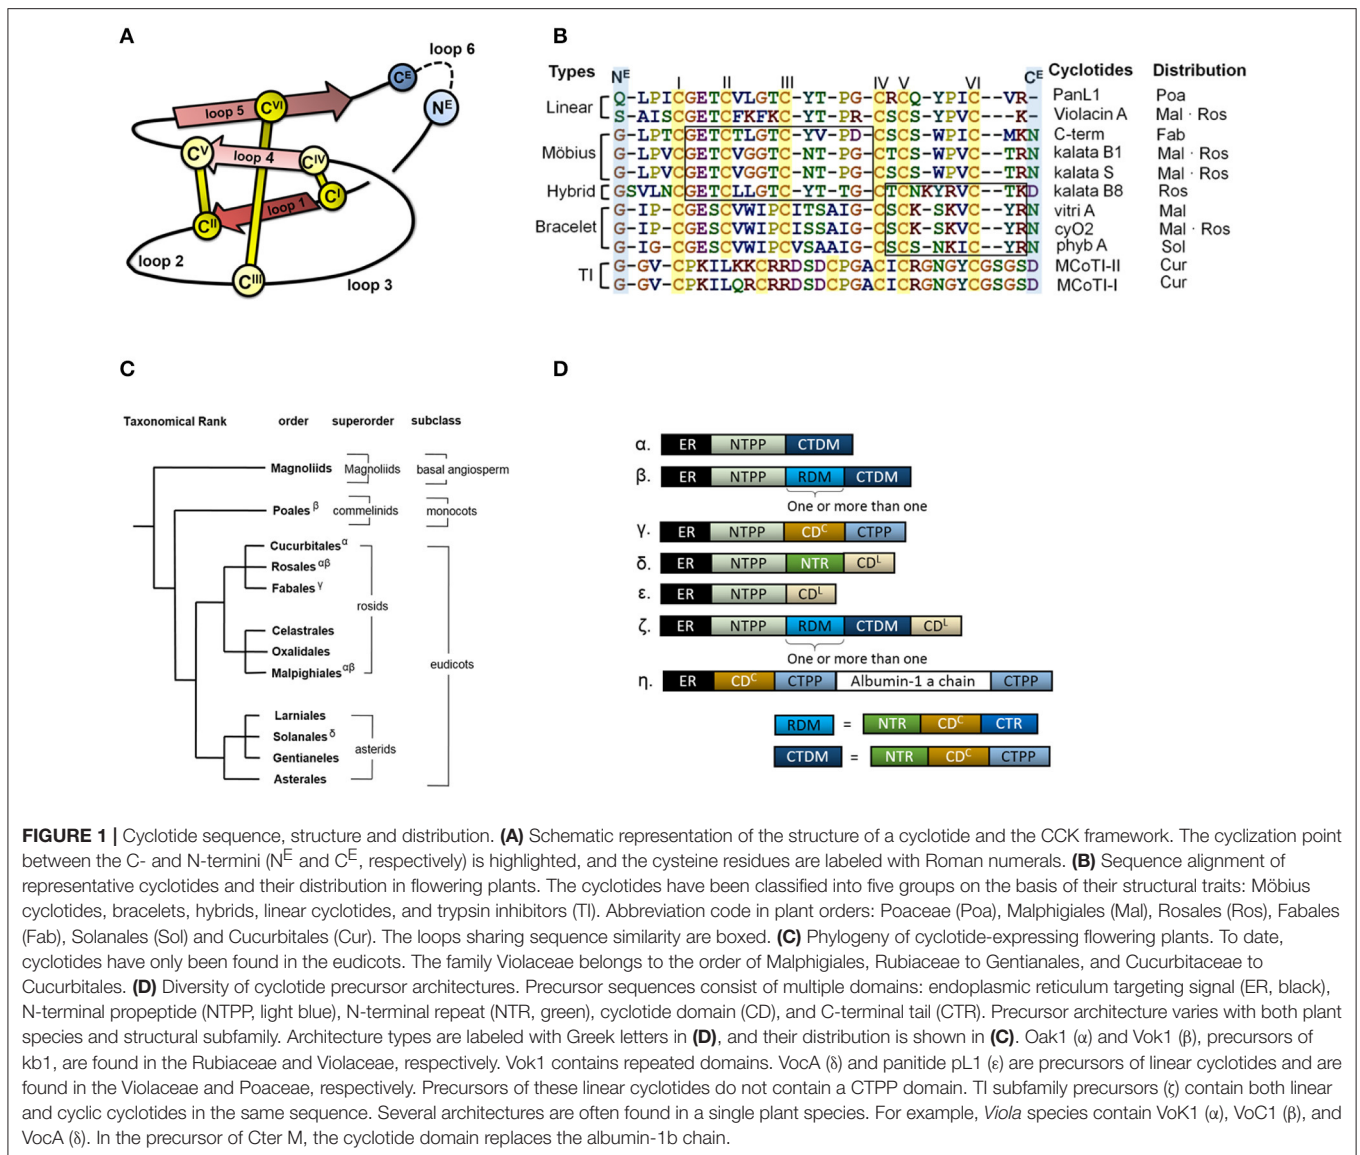 A
loop 6
C^E
N^E
loop 5
C^VI
C^V
loop 4
C^IV
C^I
loop 1
C^II
loop 2
C^III
loop 3
B
Types N^E I II III IV V VI C^E Cyclotides Distribution
Linear
Q-LPICGETCVLGTC-YT-PG-CRCQ-YPIC--VR- PanL1 Poa
S-AISCGETCFKFKC-YT-PR-CSCS-YPVC---K- Violacin A Mal · Ros
Möbius
G-LPTCGETCTLGTC-YV-PD-CSCS-WPIC--MKN C-term Fab
G-LPVCGETCVGGTC-NT-PG-CTCS-WPVC--TRN kalata B1 Mal · Ros
G-LPVCGETCVGGTC-NT-PG-CSCS-WPVC--TRN kalata S Mal · Ros
Hybrid GSVLNCGETCLLGTC-YT-TG-CTCNKYRVC--TKD kalata B8 Ros
Bracelet
G-IP-CGESCVWIPCITSAIG-CSCK-SKVC--YRN vitri A Mal
G-IP-CGESCVWIPCISSAIG-CSCK-SKVC--YRN cyO2 Mal · Ros
G-IG-CGESCVWIPCVSAAIG-CSCS-NKIC--YRN phyb A Sol
TI
G-GV-CPKILKKCRRDSDCPGACICRGNGYCGSGSD MCoTI-II Cur
G-GV-CPKILQRCRRDSDCPGACICRGNGYCGSGSD MCoTI-I Cur
C
Taxonomical Rank order superorder subclass
Magnoliids Magnoliids basal angiosperm
Poales β commelinids monocots
Cucurbitales α
Rosales αβ
Fabales γ
rosids
Celastrales
Oxalidales
eudicots
Malpighiales αβ
Larniales
Solanales δ
asterids
Gentianeles
Asterales
D
α. ER NTPP CTDM
β. ER NTPP RDM CTDM
One or more than one
γ. ER NTPP CD^C CTPP
δ. ER NTPP NTR CD^L
ε. ER NTPP CD^L
ζ. ER NTPP RDM CTDM CD^L
One or more than one
η. ER CD^C CTPP Albumin-1 a chain CTPP
RDM = NTR CD^C CTR
CTDM = NTR CD^C CTPP
FIGURE 1 | Cyclotide sequence, structure and distribution. (A) Schematic representation of the structure of a cyclotide and the CCK framework. The cyclization point
between the C- and N-termini (N^E and C^E, respectively) is highlighted, and the cysteine residues are labeled with Roman numerals. (B) Sequence alignment of
representative cyclotides and their distribution in flowering plants. The cyclotides have been classified into five groups on the basis of their structural traits: Möbius
cyclotides, bracelets, hybrids, linear cyclotides, and trypsin inhibitors (TI). Abbreviation code in plant orders: Poaceae (Poa), Malphigiales (Mal), Rosales (Ros), Fabales
(Fab), Solanales (Sol) and Cucurbitales (Cur). The loops sharing sequence similarity are boxed. (C) Phylogeny of cyclotide-expressing flowering plants. To date,
cyclotides have only been found in the eudicots. The family Violaceae belongs to the order of Malphigiales, Rubiaceae to Gentianales, and Cucurbitaceae to
Cucurbitales. (D) Diversity of cyclotide precursor architectures. Precursor sequences consist of multiple domains: endoplasmic reticulum targeting signal (ER, black),
N-terminal propeptide (NTPP, light blue), N-terminal repeat (NTR, green), cyclotide domain (CD), and C-terminal tail (CTR). Precursor architecture varies with both plant
species and structural subfamily. Architecture types are labeled with Greek letters in (D), and their distribution is shown in (C). Oak1 (α) and Vok1 (β), precursors of
kb1, are found in the Rubiaceae and Violaceae, respectively. Vok1 contains repeated domains. VocA (δ) and panitide pL1 (ε) are precursors of linear cyclotides and are
found in the Violaceae and Poaceae, respectively. Precursors of these linear cyclotides do not contain a CTPP domain. TI subfamily precursors (ζ) contain both linear
and cyclic cyclotides in the same sequence. Several architectures are often found in a single plant species. For example, Viola species contain VoK1 (α), VoC1 (β), and
VocA (δ). In the precursor of Cter M, the cyclotide domain replaces the albumin-1b chain.